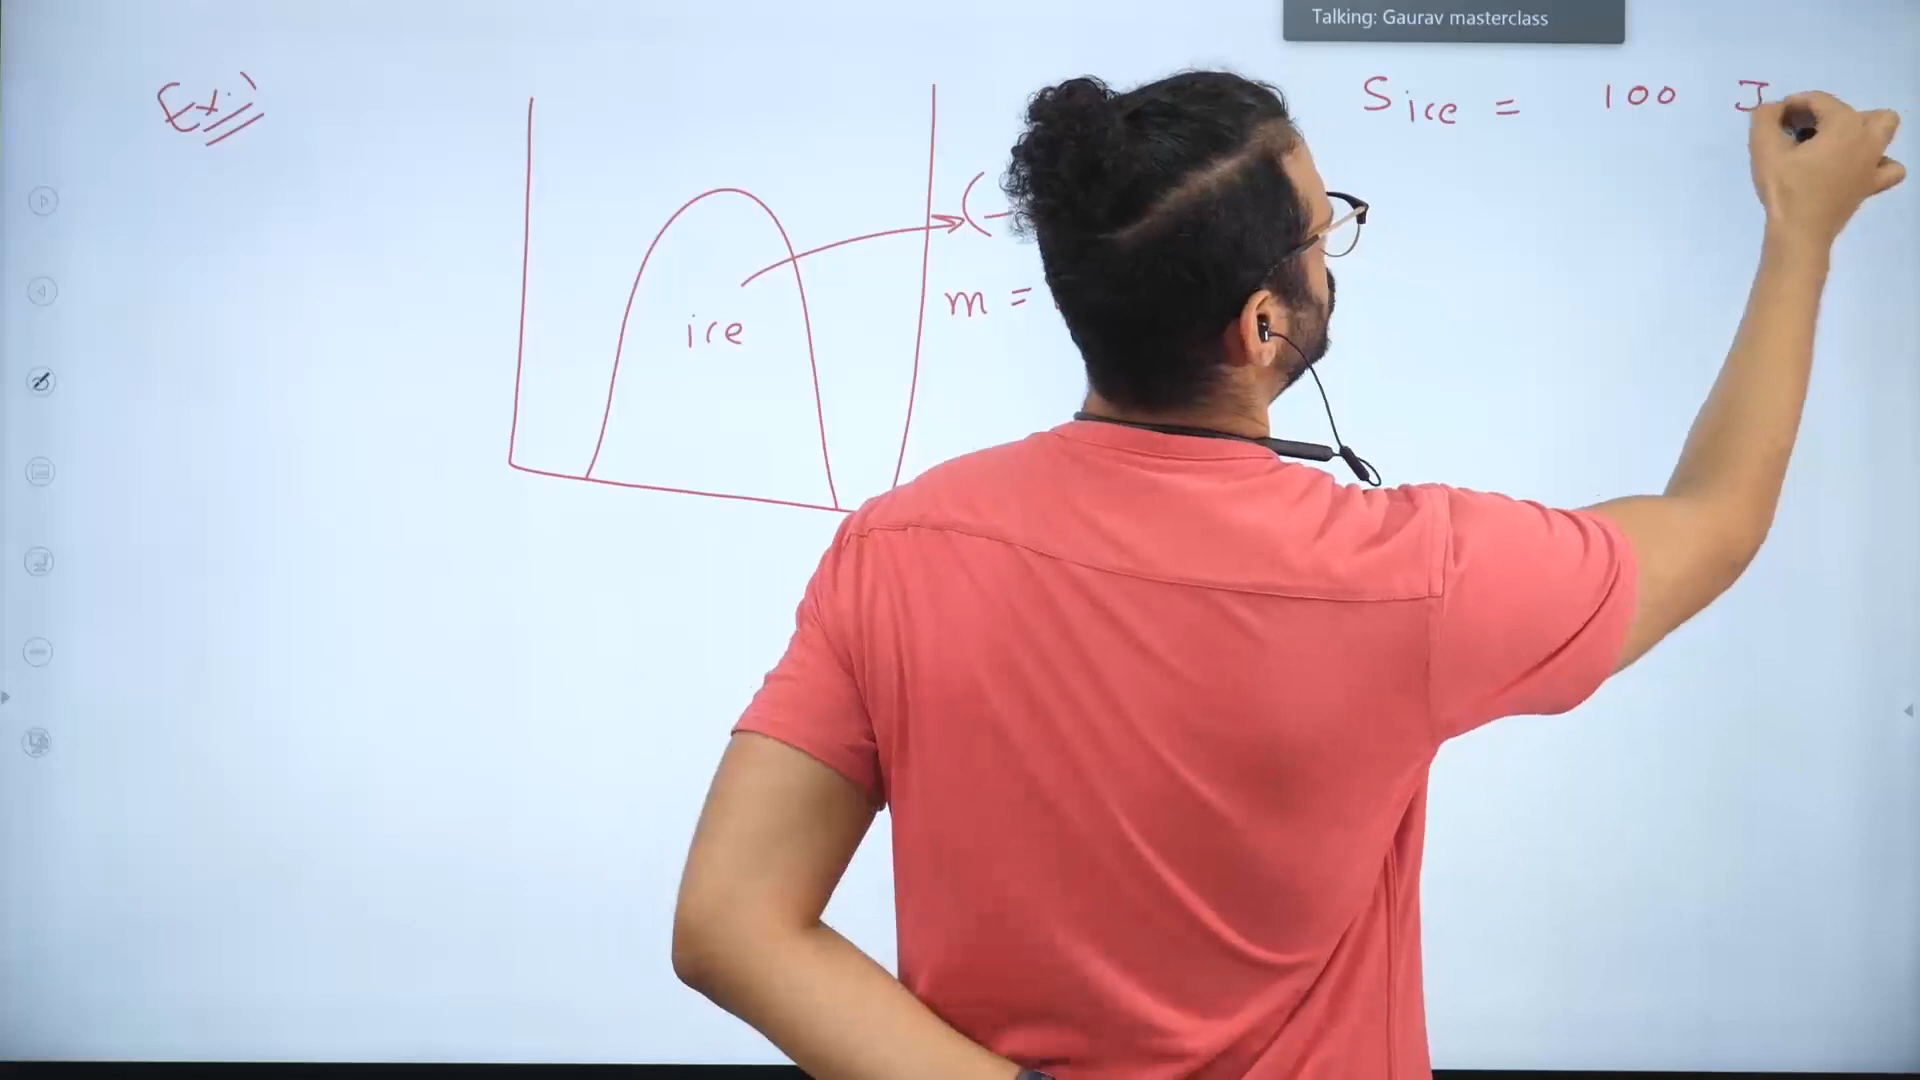 Talking: Gaurav masterclass
Ex:)
S ice = 100 J
(-
m =
ice